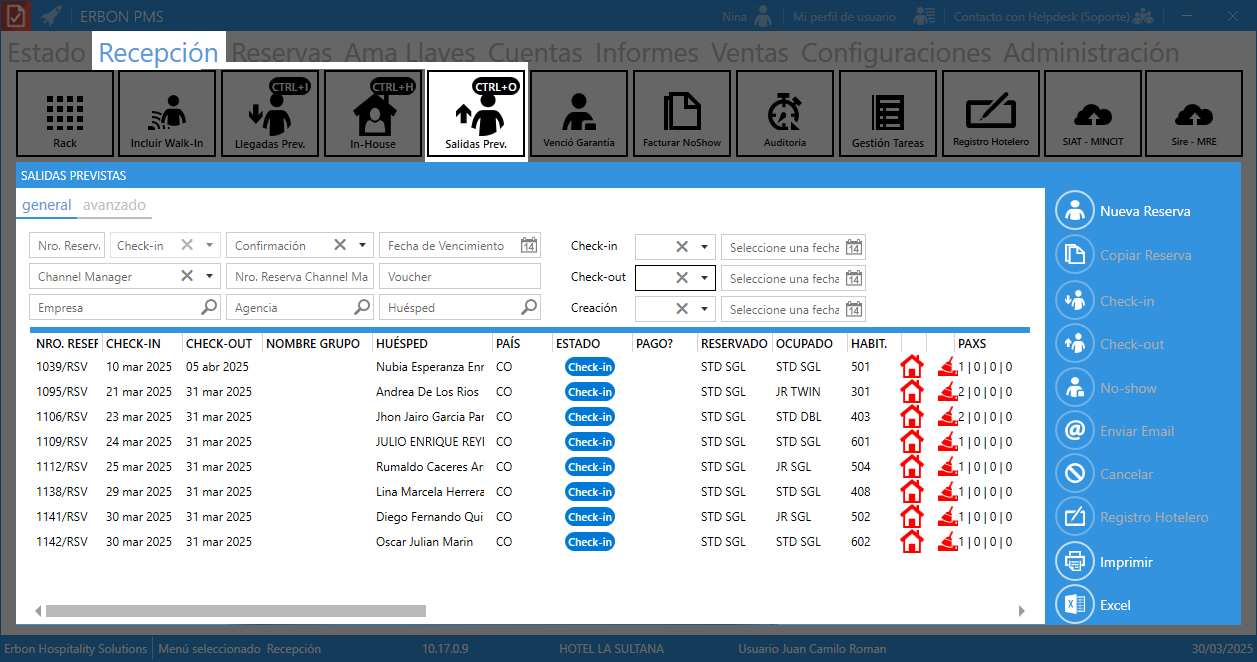 ERBON PMS Nina Mi perfil de usuario Contacto con Helpdesk (Soporte)
Estado Recepción Reservas Ama Llaves Cuentas Informes Ventas Configuraciones Administración
CTRL+I CTRL+H CTRL+O
Rack Incluir Walk-In Llegadas Prev. In-House Salidas Prev. Venció Garantía Facturar NoShow Auditoria Gestión Tareas Registro Hotelero SIAT - MINCIT Sire - MRE
SALIDAS PREVISTAS
general avanzado
Nro. Reserva Check-in Confirmación Fecha de Vencimiento 14 Check-in Seleccione una fecha 14
Channel Manager Nro. Reserva Channel Ma Voucher Check-out Seleccione una fecha 14
Empresa Agencia Huésped Creación Seleccione una fecha 14
NRO. RESER CHECK-IN CHECK-OUT NOMBRE GRUPO HUÉSPED PAÍS ESTADO PAGO? RESERVADO OCUPADO HABIT. PAXS
1039/RSV 10 mar 2025 05 abr 2025 Nubia Esperanza Enr CO Check-in STD SGL STD SGL 501 1 | 0 | 0 | 0
1095/RSV 21 mar 2025 31 mar 2025 Andrea De Los Rios CO Check-in STD SGL JR TWIN 301 2 | 0 | 0 | 0
1106/RSV 23 mar 2025 31 mar 2025 Jhon Jairo Garcia Par CO Check-in STD SGL STD DBL 403 2 | 0 | 0 | 0
1109/RSV 24 mar 2025 31 mar 2025 JULIO ENRIQUE REYE CO Check-in STD SGL STD SGL 601 1 | 0 | 0 | 0
1112/RSV 25 mar 2025 31 mar 2025 Rumaldo Caceres Ari CO Check-in STD SGL JR SGL 504 1 | 0 | 0 | 0
1138/RSV 29 mar 2025 31 mar 2025 Lina Marcela Herrera CO Check-in STD SGL STD SGL 408 1 | 0 | 0 | 0
1141/RSV 30 mar 2025 31 mar 2025 Diego Fernando Qui CO Check-in STD SGL JR SGL 502 1 | 0 | 0 | 0
1142/RSV 30 mar 2025 31 mar 2025 Oscar Julian Marin CO Check-in STD SGL STD SGL 602 1 | 0 | 0 | 0
Nueva Reserva
Copiar Reserva
Check-in
Check-out
No-show
Enviar Email
Cancelar
Registro Hotelero
Imprimir
Excel
Erbon Hospitality Solutions Menú seleccionado Recepción 10.17.0.9 HOTEL LA SULTANA Usuario Juan Camilo Roman 30/03/2025